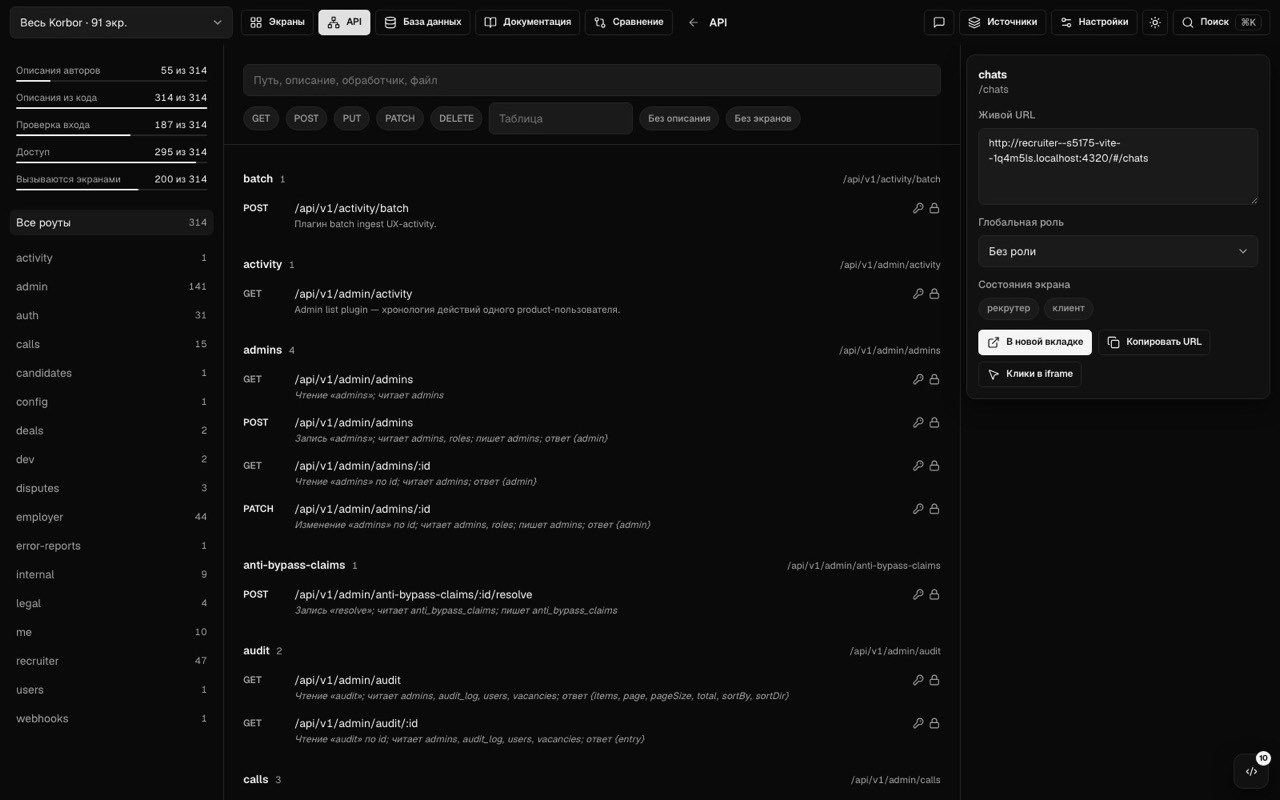 Весь Korbor · 91 экр.
Экраны
API
База данных
Документация
Сравнение
API
Источники
Настройки
Поиск
⌘K
Описания авторов 55 из 314
Описания из кода 314 из 314
Проверка входа 187 из 314
Доступ 295 из 314
Вызываются экранами 200 из 314
Все роуты 314
activity 1
admin 141
auth 31
calls 15
candidates 1
config 1
deals 2
dev 2
disputes 3
employer 44
error-reports 1
internal 9
legal 4
me 10
recruiter 47
users 1
webhooks 1
Путь, описание, обработчик, файл
GET POST PUT PATCH DELETE Таблица Без описания Без экранов
batch 1 /api/v1/activity/batch
POST /api/v1/activity/batch
Плагин batch ingest UX-activity.
activity 1 /api/v1/admin/activity
GET /api/v1/admin/activity
Admin list plugin — хронология действий одного product-пользователя.
admins 4 /api/v1/admin/admins
GET /api/v1/admin/admins
Чтение «admins»; читает admins
POST /api/v1/admin/admins
Запись «admins»; читает admins, roles; пишет admins; ответ {admin}
GET /api/v1/admin/admins/:id
Чтение «admins» по id; читает admins; ответ {admin}
PATCH /api/v1/admin/admins/:id
Изменение «admins» по id; читает admins, roles; пишет admins; ответ {admin}
anti-bypass-claims 1 /api/v1/admin/anti-bypass-claims
POST /api/v1/admin/anti-bypass-claims/:id/resolve
Запись «resolve»; читает anti_bypass_claims; пишет anti_bypass_claims
audit 2 /api/v1/admin/audit
GET /api/v1/admin/audit
Чтение «audit»; читает admins, audit_log, users, vacancies; ответ {items, page, pageSize, total, sortBy, sortDir}
GET /api/v1/admin/audit/:id
Чтение «audit» по id; читает admins, audit_log, users, vacancies; ответ {entry}
calls 3 /api/v1/admin/calls
chats
/chats
Живой URL
http://recruiter--s5175-vite-
-1q4m5ls.localhost:4320/#/chats
Глобальная роль
Без роли
Состояния экрана
рекрутер клиент
В новой вкладке
Копировать URL
Клики в iframe
10